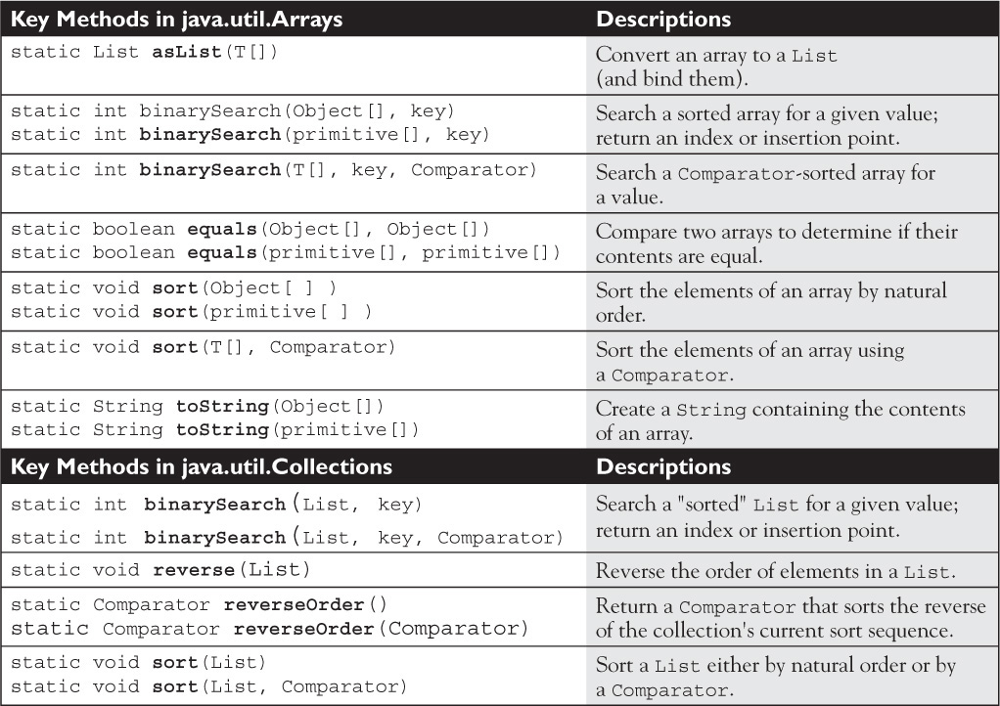 Key Methods in java.util.Arrays Descriptions
static List asList(T[]) Convert an array to a List
(and bind them).
static int binarySearch(Object[], key) Search a sorted array for a given value;
static int binarySearch(primitive[], key) return an index or insertion point.
static int binarySearch(T[], key, Comparator) Search a Comparator-sorted array for
a value.
static boolean equals(Object[], Object[]) Compare two arrays to determine if their
static boolean equals(primitive[], primitive[]) contents are equal.
static void sort(Object[ ] ) Sort the elements of an array by natural
static void sort(primitive[ ] ) order.
static void sort(T[], Comparator) Sort the elements of an array using
a Comparator.
static String toString(Object[]) Create a String containing the contents
static String toString(primitive[]) of an array.
Key Methods in java.util.Collections Descriptions
static int binarySearch(List, key) Search a "sorted" List for a given value;
static int binarySearch(List, key, Comparator) return an index or insertion point.
static void reverse(List) Reverse the order of elements in a List.
static Comparator reverseOrder() Return a Comparator that sorts the reverse
static Comparator reverseOrder(Comparator) of the collection's current sort sequence.
static void sort(List) Sort a List either by natural order or by
static void sort(List, Comparator) a Comparator.